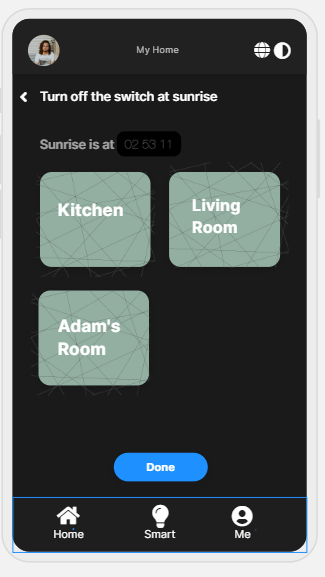 My Home
Turn off the switch at sunrise
Sunrise is at 02 53 11
Kitchen
Living
Room
Adam's
Room
Done
Home Smart Me